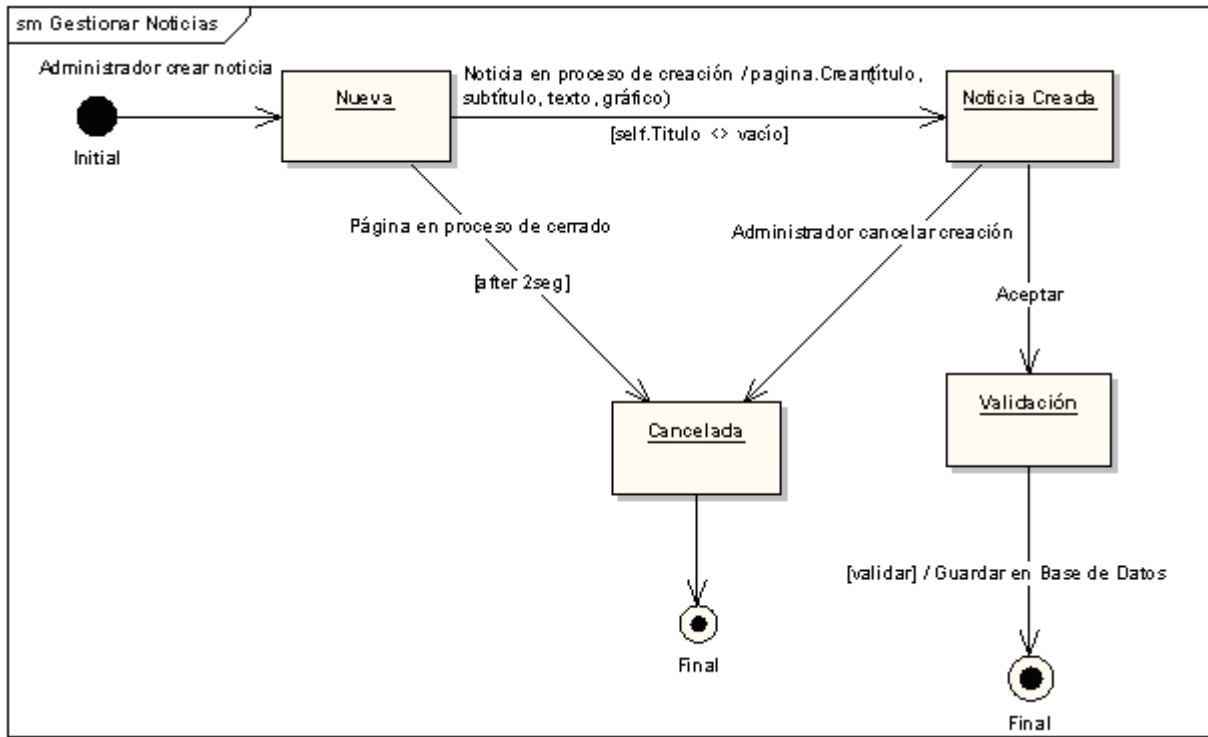 sm Gestionar Noticias
Administrador crear noticia
Initial
Nueva
Noticia en proceso de creación / pagina.Crear(título,
subtítulo, texto, gráfico)
[self.Titulo <> vacío]
Noticia Creada
Página en proceso de cerrado
[after 2seg]
Administrador cancelar creación
Aceptar
Cancelada
Validación
[validar] / Guardar en Base de Datos
Final
Final